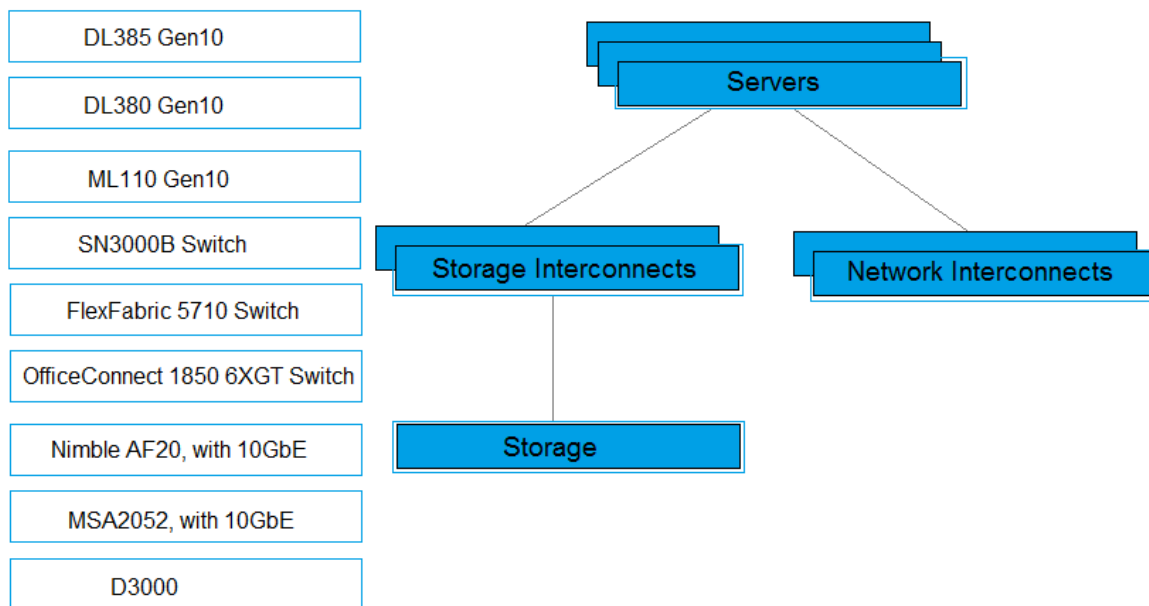 DL385 Gen10
DL380 Gen10
ML110 Gen10
SN3000B Switch
FlexFabric 5710 Switch
OfficeConnect 1850 6XGT Switch
Nimble AF20, with 10GbE
MSA2052, with 10GbE
D3000
Servers
Storage Interconnects
Network Interconnects
Storage